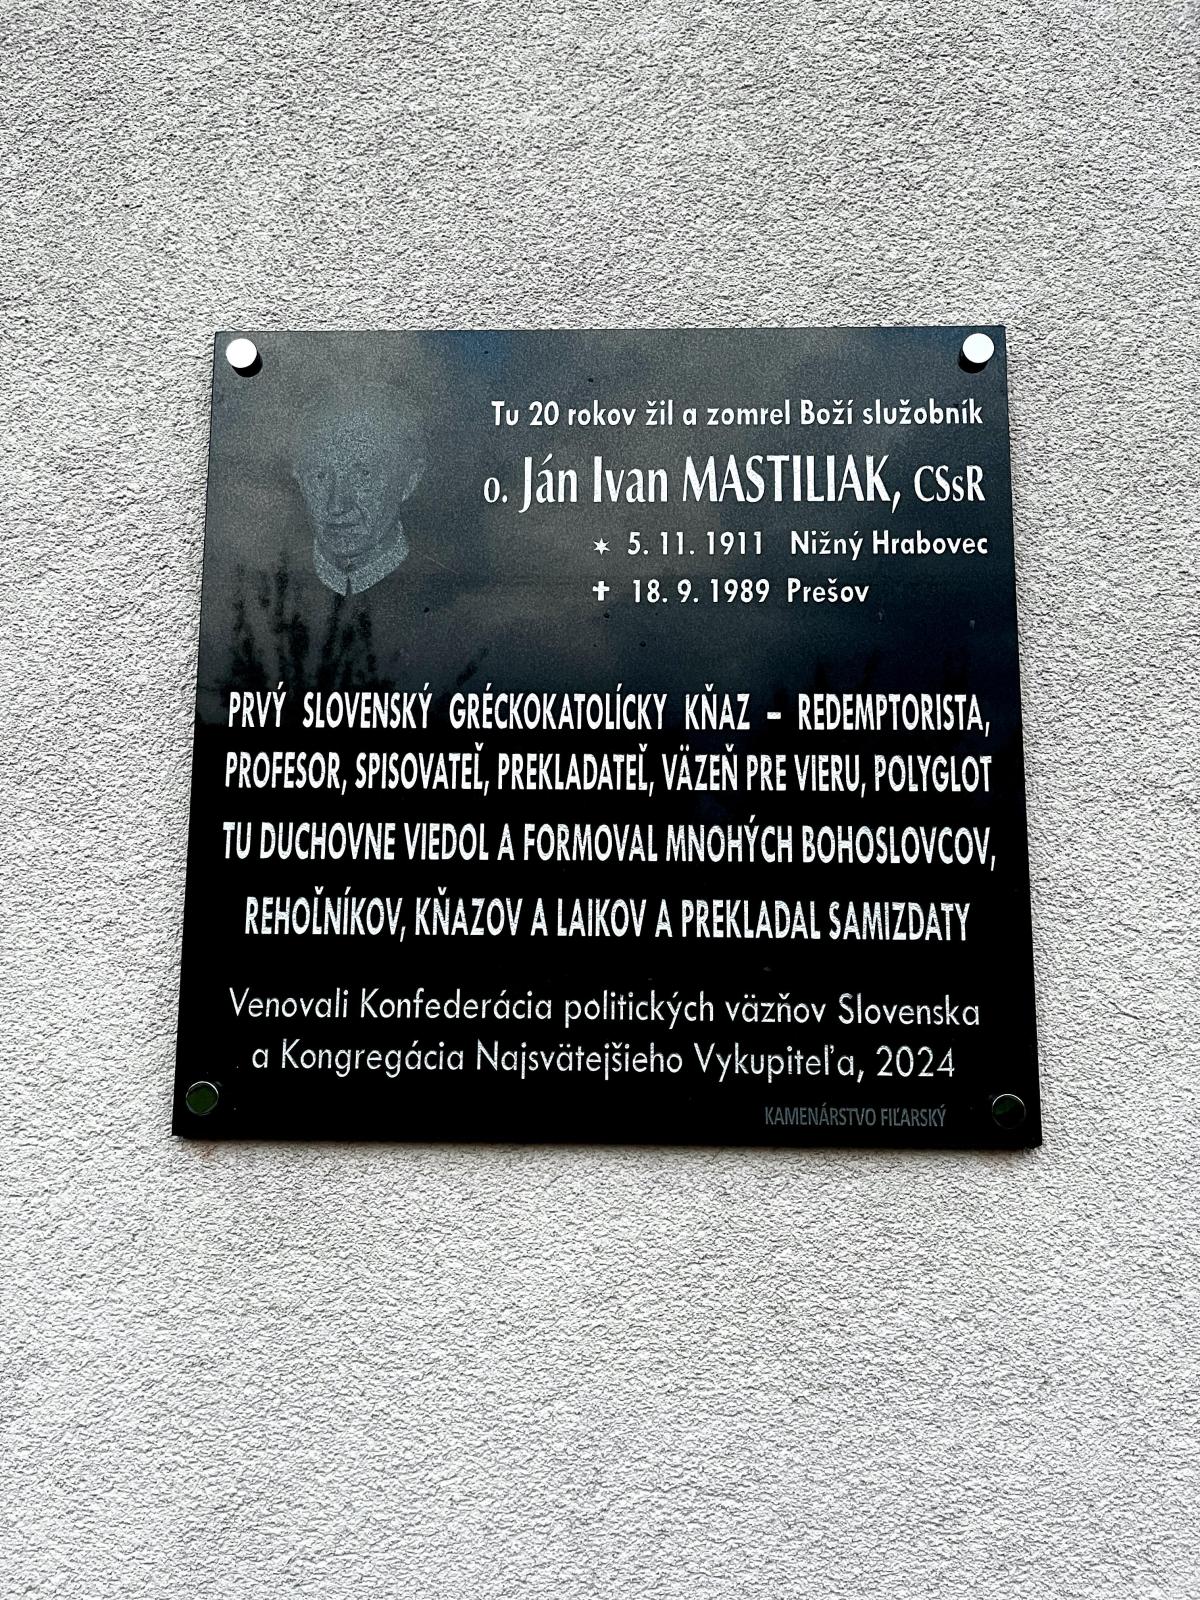 Tu 20 rokov žil a zomrel Boží služobník
o. Ján Ivan MASTILIAK, CSsR
✶ 5. 11. 1911 Nižný Hrabovec
✝ 18. 9. 1989 Prešov
PRVÝ SLOVENSKÝ GRÉCKOKATOLÍCKY KŇAZ – REDEMPTORISTA,
PROFESOR, SPISOVATEĽ, PREKLADATEĽ, VÄZEŇ PRE VIERU, POLYGLOT
TU DUCHOVNE VIEDOL A FORMOVAL MNOHÝCH BOHOSLOVCOV,
REHOĽNÍKOV, KŇAZOV A LAIKOV A PREKLADAL SAMIZDATY
Venovali Konfederácia politických väzňov Slovenska
a Kongregácia Najsvätejšieho Vykupiteľa, 2024
KAMENÁRSTVO FIĽARSKÝ